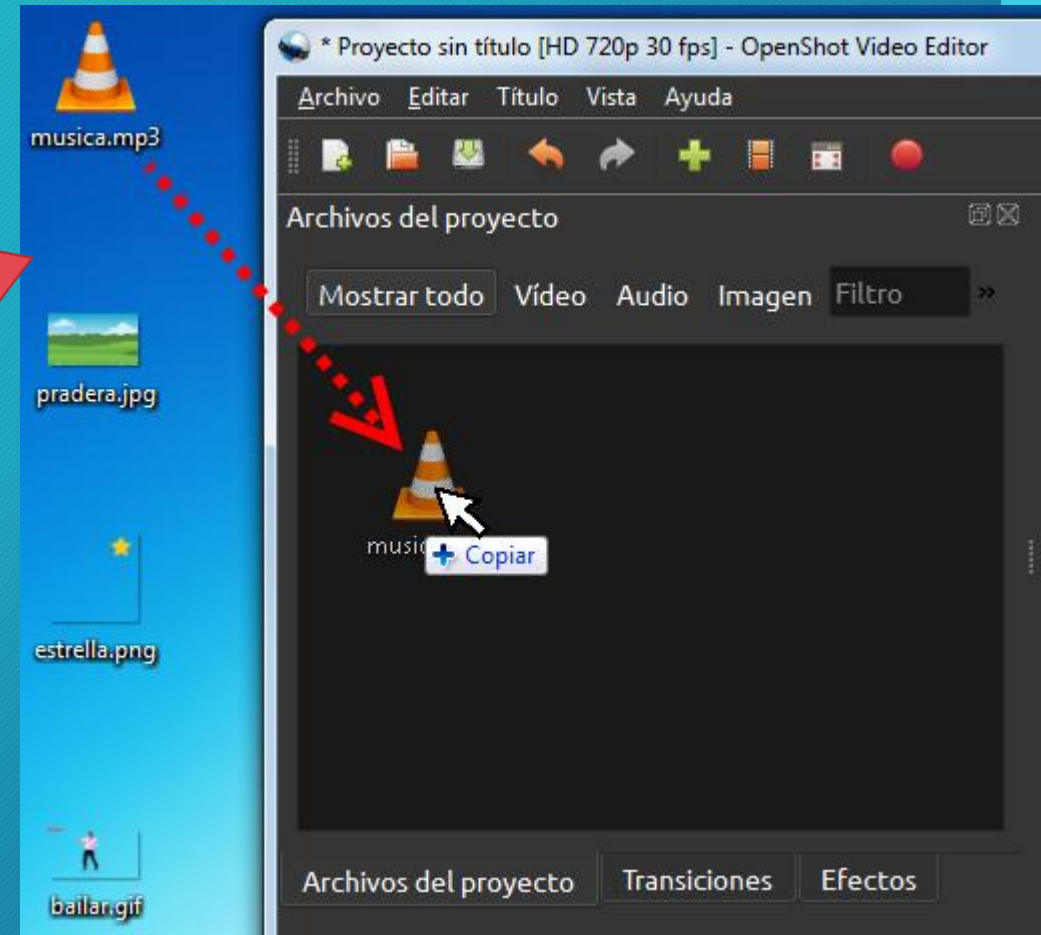 musica.mp3
pradera.jpg
estrella.png
bailar.gif
* Proyecto sin título [HD 720p 30 fps] - OpenShot Video Editor
Archivo Editar Título Vista Ayuda
Archivos del proyecto
Mostrar todo Vídeo Audio Imagen Filtro »
Copiar
Archivos del proyecto Transiciones Efectos